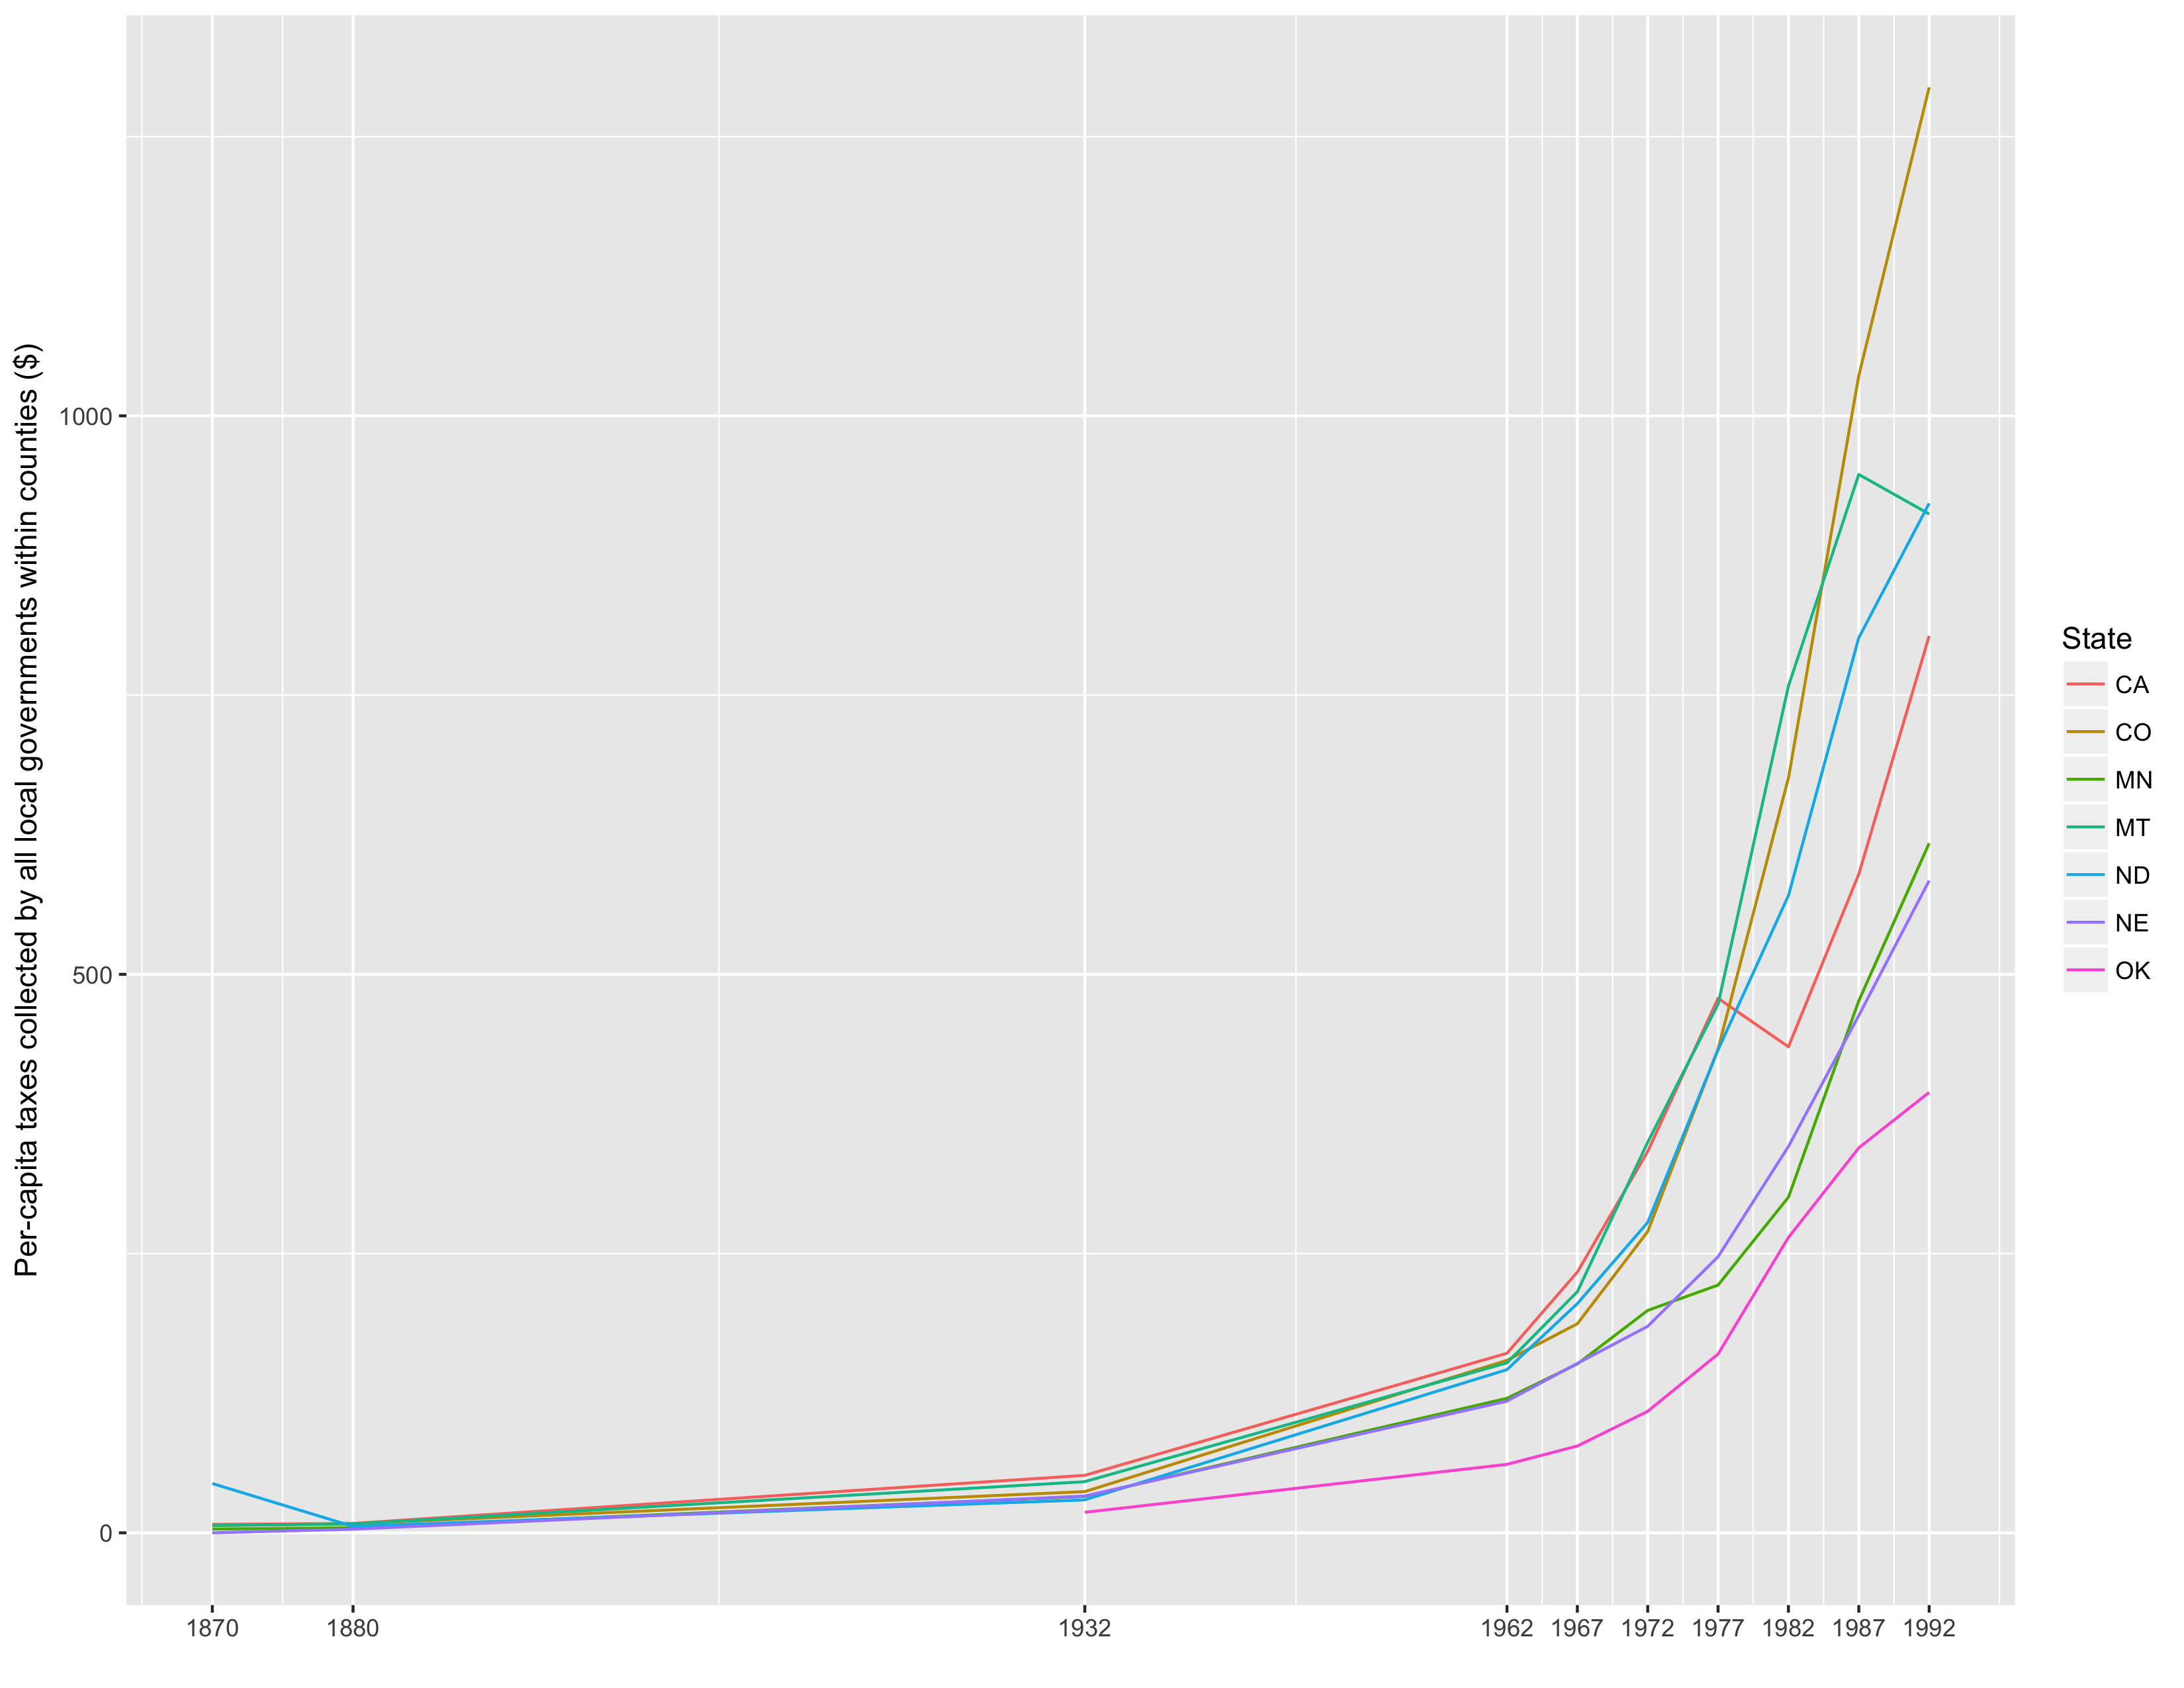 Per-capita taxes collected by all local governments within counties ($)
1000
500
0
1870 1880 1932 1962 1967 1972 1977 1982 1987 1992
State
CA
CO
MN
MT
ND
NE
OK